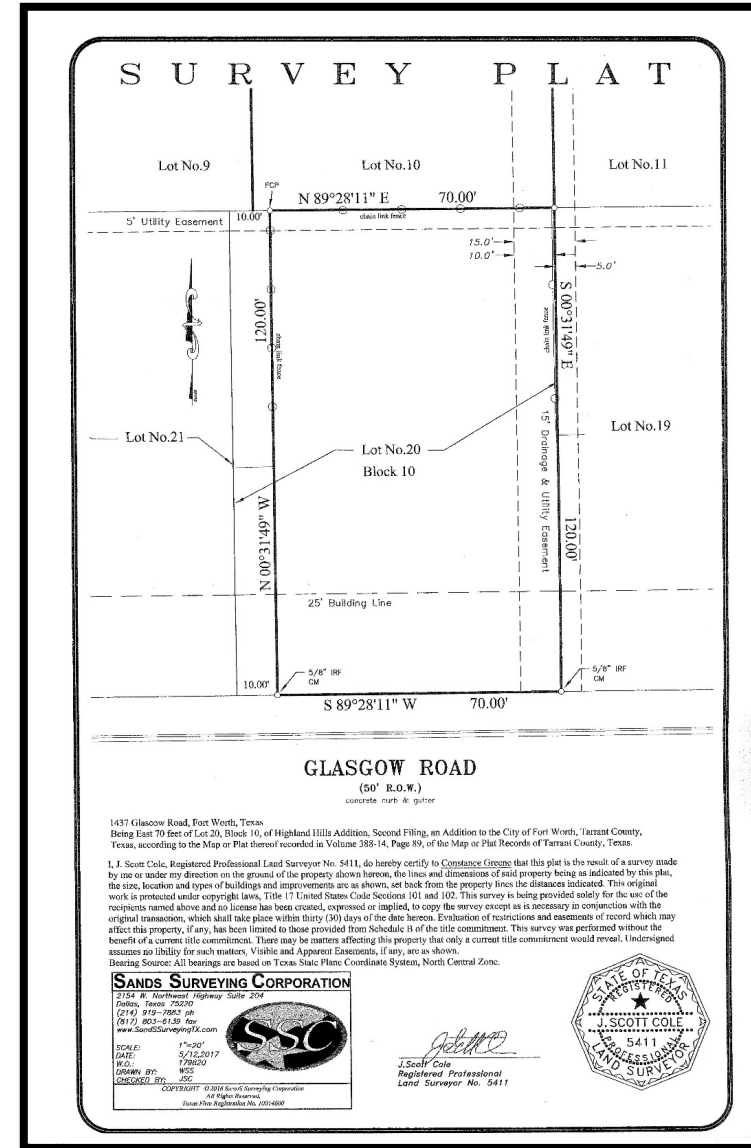 SURVEY PLAT
Lot No.9
Lot No.10
Lot No.11
FCP
N 89°28'11" E 70.00'
chain link fence
5' Utility Easement
10.00'
15.0'
10.0'
5.0'
120.00'
chain link fence
S 00°31'49" E
chain link fence
Lot No.21
Lot No.20
Block 10
Lot No.19
15' Drainage & Utility Easement
N 00°31'49" W
120.00'
25' Building Line
10.00'
5/8" IRF
CM
5/8" IRF
CM
S 89°28'11" W 70.00'
GLASGOW ROAD
(50' R.O.W.)
concrete curb & gutter
1437 Glascow Road, Fort Worth, Texas
Being East 70 feet of Lot 20, Block 10, of Highland Hills Addition, Second Filing, an Addition to the City of Fort Worth, Tarrant County,
Texas, according to the Map or Plat thereof recorded in Volume 388-14, Page 89, of the Map or Plat Records of Tarrant County, Texas.
I, J. Scott Cole, Registered Professional Land Surveyor No. 5411, do hereby certify to Constance Greene that this plat is the result of a survey made
by me or under my direction on the ground of the property shown hereon, the lines and dimensions of said property being as indicated by this plat,
the size, location and types of buildings and improvements are as shown, set back from the property lines the distances indicated. This original
work is protected under copyright laws, Title 17 United States Code Sections 101 and 102. This survey is being provided solely for the use of the
recipients named above and no license has been created, expressed or implied, to copy the survey except as is necessary in conjunction with the
original transaction, which shall take place within thirty (30) days of the date hereon. Evaluation of restrictions and easements of record which may
affect this property, if any, has been limited to those provided from Schedule B of the title commitment. This survey was performed without the
benefit of a current title commitment. There may be matters affecting this property that only a current title commitment would reveal. Undersigned
assumes no libility for such matters, Visible and Apparent Easements, if any, are as shown.
Bearing Source: All bearings are based on Texas State Plane Coordinate System, North Central Zone.
SANDS SURVEYING CORPORATION
2154 W. Northwest Highway Suite 204
Dallas, Texas 75220
(214) 919-7883 ph
(817) 803-6139 fax
www.SandSSurveyingTX.com
SSC
SCALE: 1"=20'
DATE: 5/12,2017
W.O.: 179820
DRAWN BY: WSS
CHECKED BY: JSC
COPYRIGHT © 2016 SandS Surveying Corporation
All Rights Reserved,
Texas Firm Registration No. 10014600
J.Scott Cole
Registered Professional
Land Surveyor No. 5411
STATE OF TEXAS
REGISTERED
J. SCOTT COLE
5411
PROFESSIONAL
LAND SURVEYOR